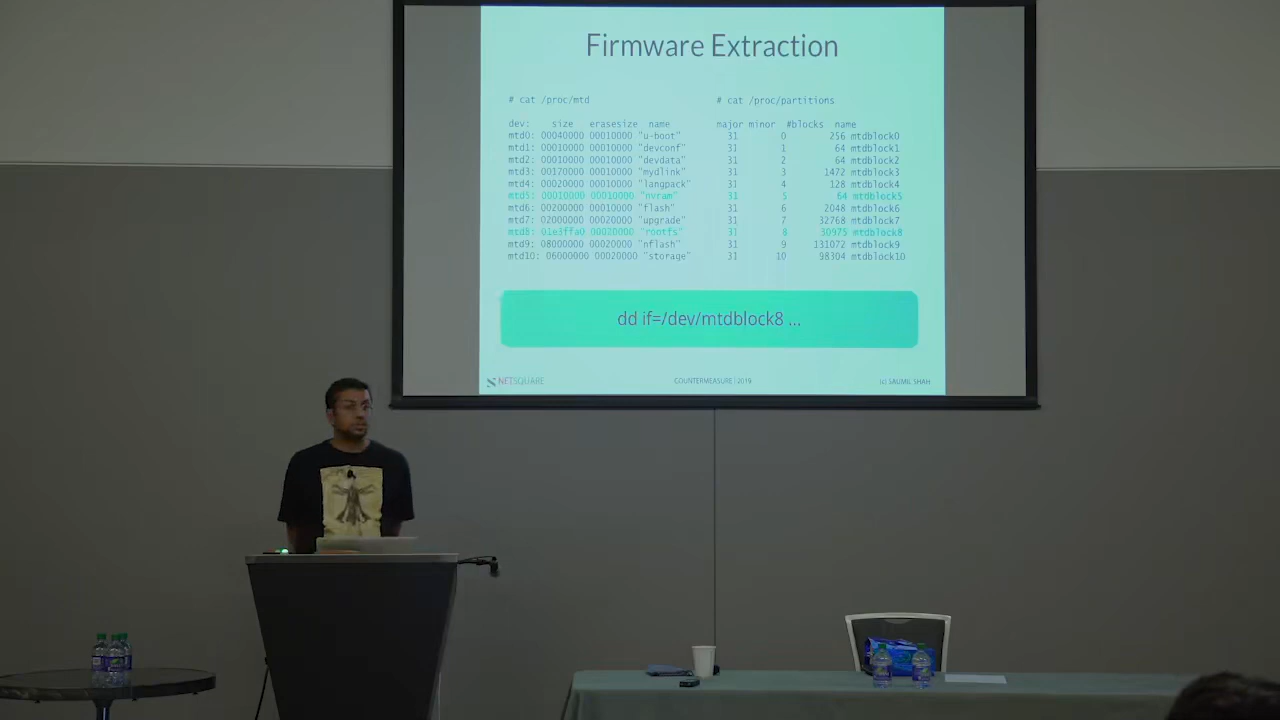 Firmware Extraction
# cat /proc/mtd
dev: size erasesize name
mtd0: 00040000 00010000 "u-boot"
mtd1: 00010000 00010000 "devconf"
mtd2: 00010000 00010000 "devdata"
mtd3: 00170000 00010000 "mydlink"
mtd4: 00020000 00010000 "langpack"
mtd5: 00010000 00010000 "nvram"
mtd6: 00200000 00010000 "flash"
mtd7: 02000000 00020000 "upgrade"
mtd8: 01e3ffa0 00020000 "rootfs"
mtd9: 08000000 00020000 "nflash"
mtd10: 06000000 00020000 "storage"
# cat /proc/partitions
major minor #blocks name
31 0 256 mtdblock0
31 1 64 mtdblock1
31 2 64 mtdblock2
31 3 1472 mtdblock3
31 4 128 mtdblock4
31 5 64 mtdblock5
31 6 2048 mtdblock6
31 7 32768 mtdblock7
31 8 30975 mtdblock8
31 9 131072 mtdblock9
31 10 98304 mtdblock10
dd if=/dev/mtdblock8 ...
NETSQUARE
COUNTERMEASURE | 2019
(c) SAUMIL SHAH